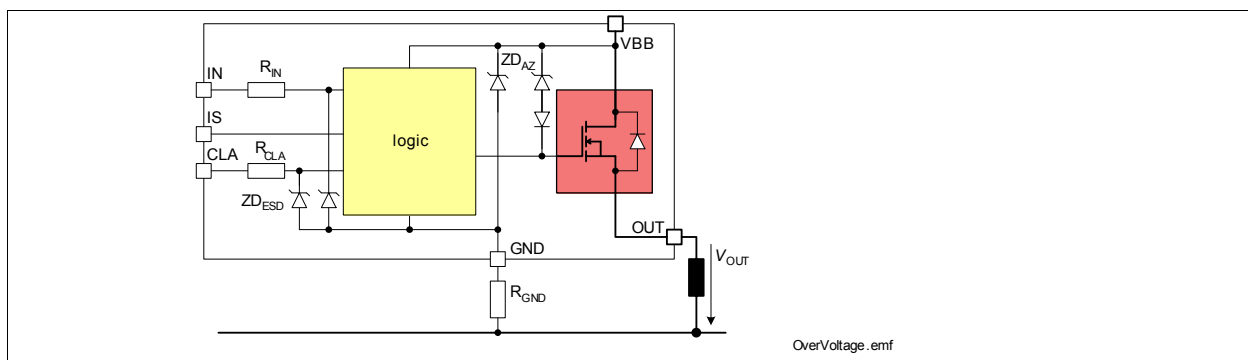 VBB
ZDAZ
IN
RIN
IS
logic
CLA
RCLA
ZDESD
OUT
GND
VOUT
RGND
OverVoltage.emf